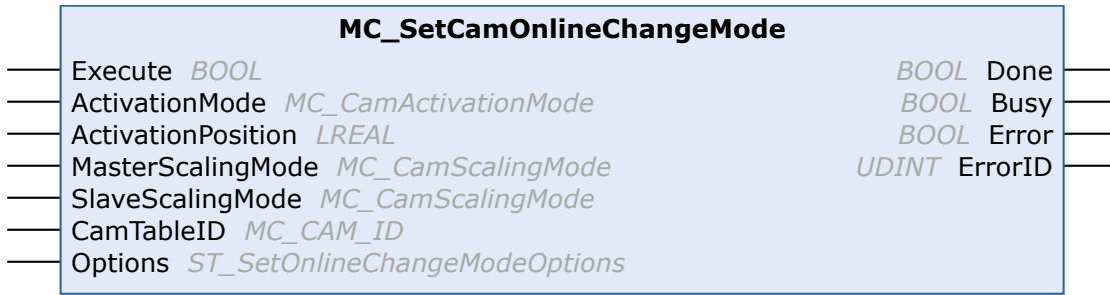 MC_SetCamOnlineChangeMode
Execute BOOL BOOL Done
ActivationMode MC_CamActivationMode BOOL Busy
ActivationPosition LREAL BOOL Error
MasterScalingMode MC_CamScalingMode UDINT ErrorID
SlaveScalingMode MC_CamScalingMode
CamTableID MC_CAM_ID
Options ST_SetOnlineChangeModeOptions